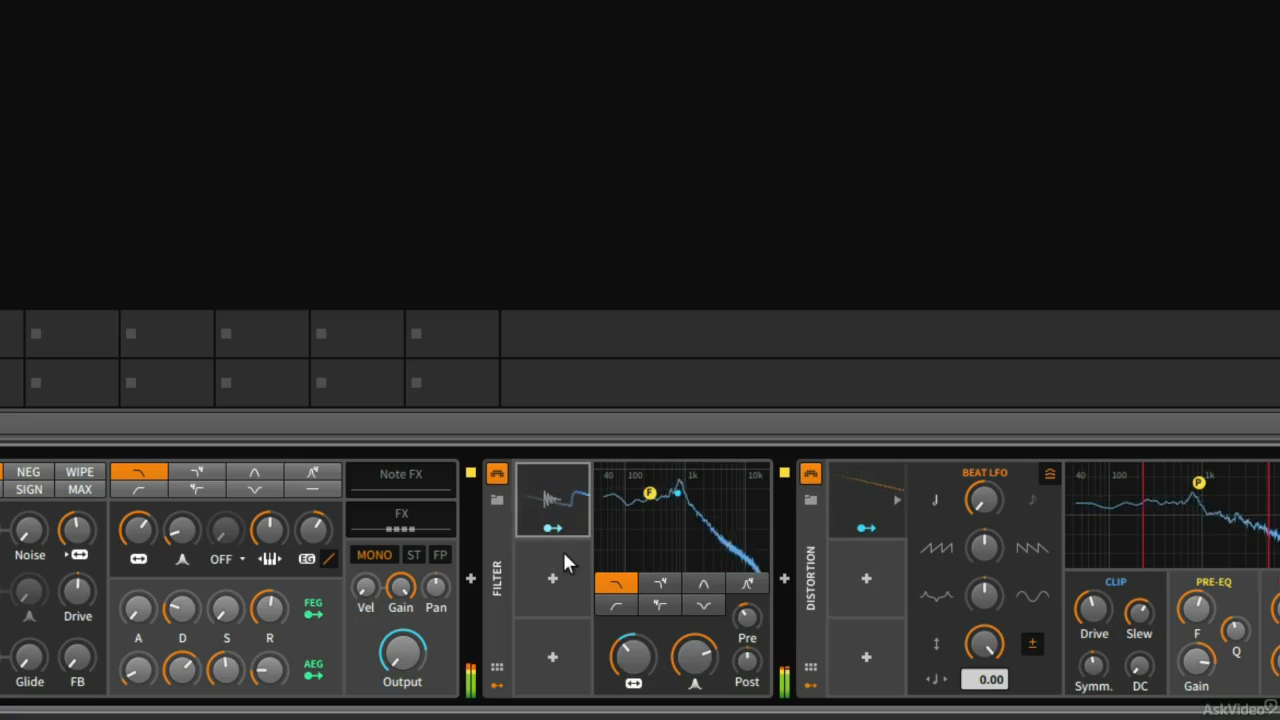 NEG WIPE
SIGN MAX
Noise
Drive
Glide FB
OFF
EG
A D S R
FEG
AEG
Note FX
FX
MONO ST FP
Vel Gain Pan
Output
FILTER
40 100 1k 10k
F
Pre
Post
DISTORTION
BEAT LFO
±
0.00
40 100 1k
P
CLIP
Drive Slew
Symm. DC
PRE-EQ
F
Q
Gain
AskVideo